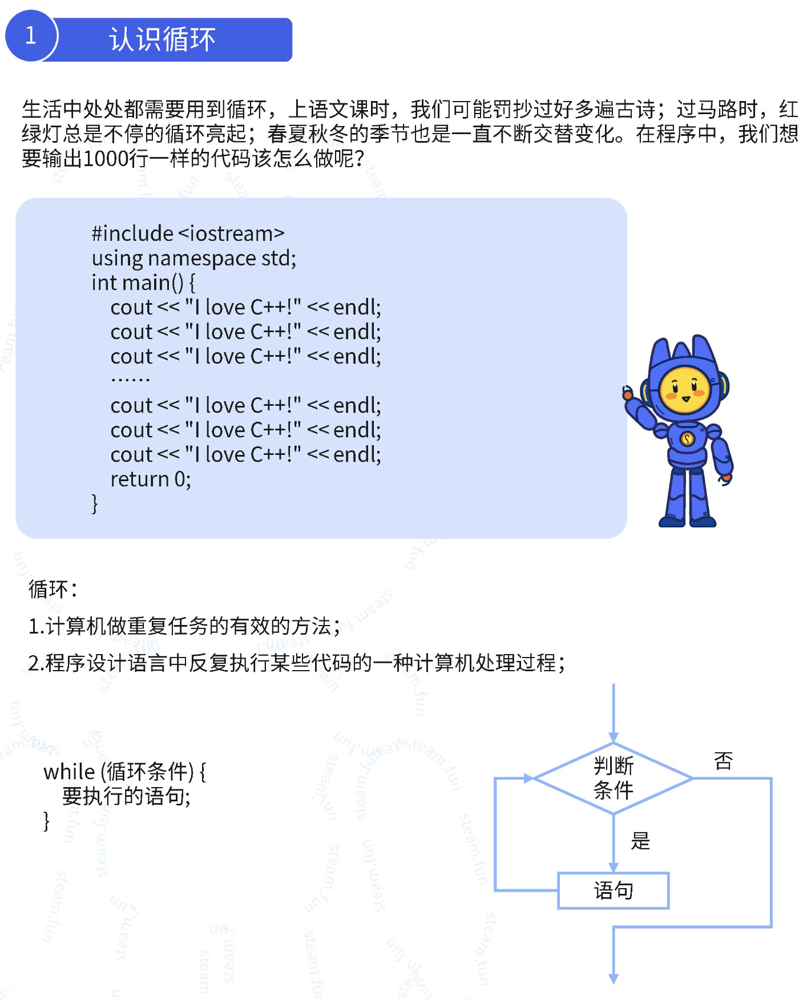 1
认识循环
生活中处处都需要用到循环，上语文课时，我们可能罚抄过好多遍古诗；过马路时，红
绿灯总是不停的循环亮起；春夏秋冬的季节也是一直不断交替变化。在程序中，我们想
要输出1000行一样的代码该怎么做呢？
#include <iostream>
using namespace std;
int main() {
cout << "I love C++!" << endl;
cout << "I love C++!" << endl;
cout << "I love C++!" << endl;
……
cout << "I love C++!" << endl;
cout << "I love C++!" << endl;
cout << "I love C++!" << endl;
return 0;
}
循环：
1.计算机做重复任务的有效的方法；
2.程序设计语言中反复执行某些代码的一种计算机处理过程；
while (循环条件) {
要执行的语句;
}
判断
条件
否
是
语句
steam.fun